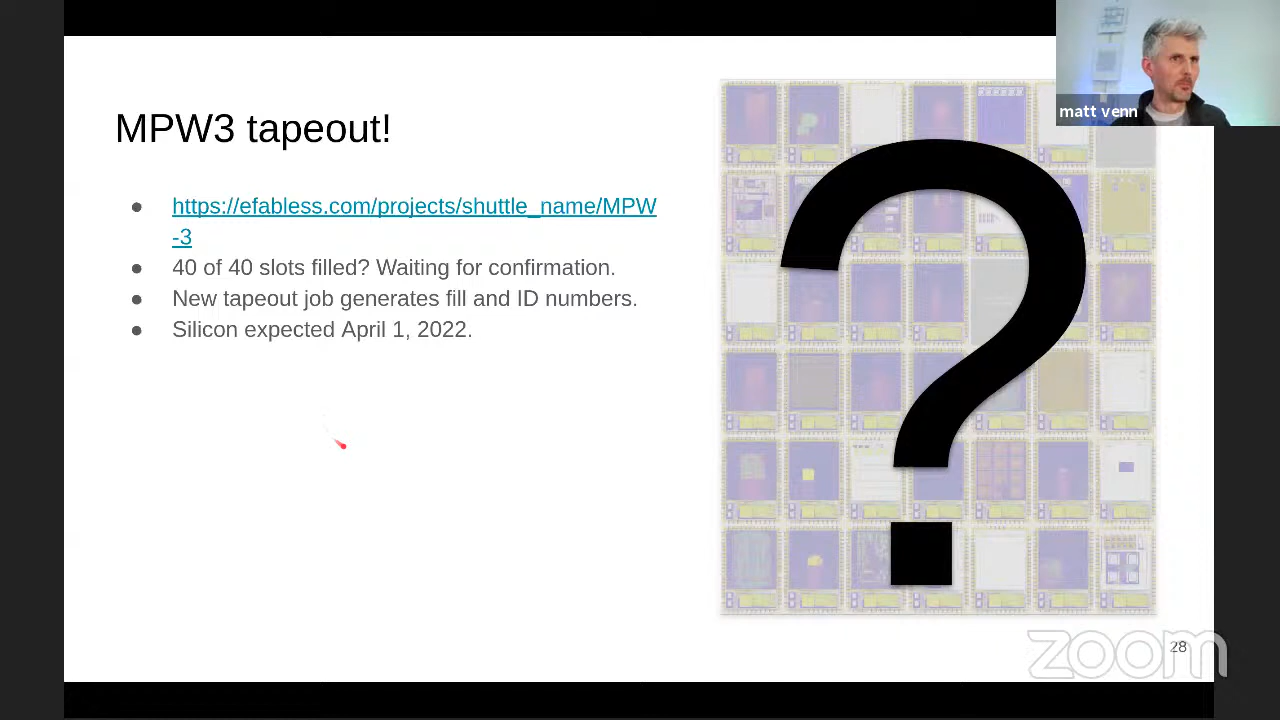 matt venn
MPW3 tapeout!
● https://efabless.com/projects/shuttle_name/MPW
-3
● 40 of 40 slots filled? Waiting for confirmation.
● New tapeout job generates fill and ID numbers.
● Silicon expected April 1, 2022.
?
28
zoom